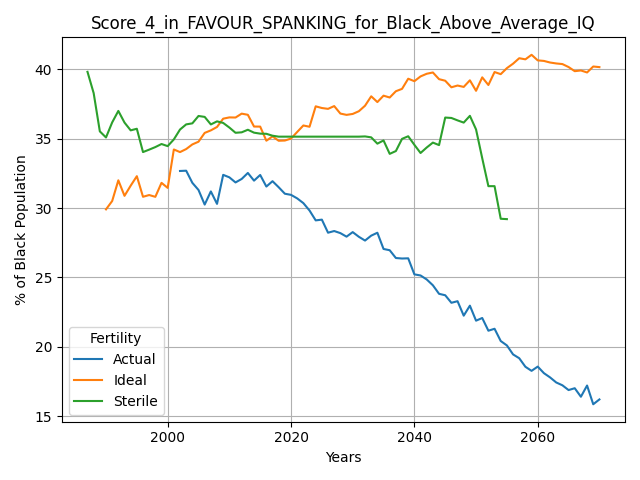 Score_4_in_FAVOUR_SPANKING_for_Black_Above_Average_IQ
% of Black Population
40
35
30
25
20
15
Fertility
Actual
Ideal
Sterile
2000
2020
2040
2060
Years